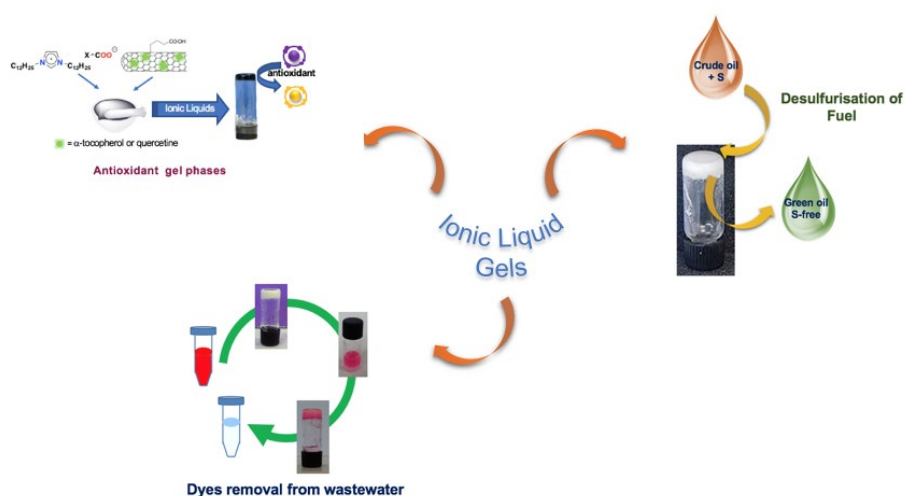 COOH
X-COO⊖
C12H25 N N C12H25
Ionic Liquids
antioxidant
= α-tocopherol or quercetine
Antioxidant gel phases
Crude oil
+ S
Desulfurisation of
Fuel
Green oil
S-free
Ionic Liquid
Gels
Dyes removal from wastewater